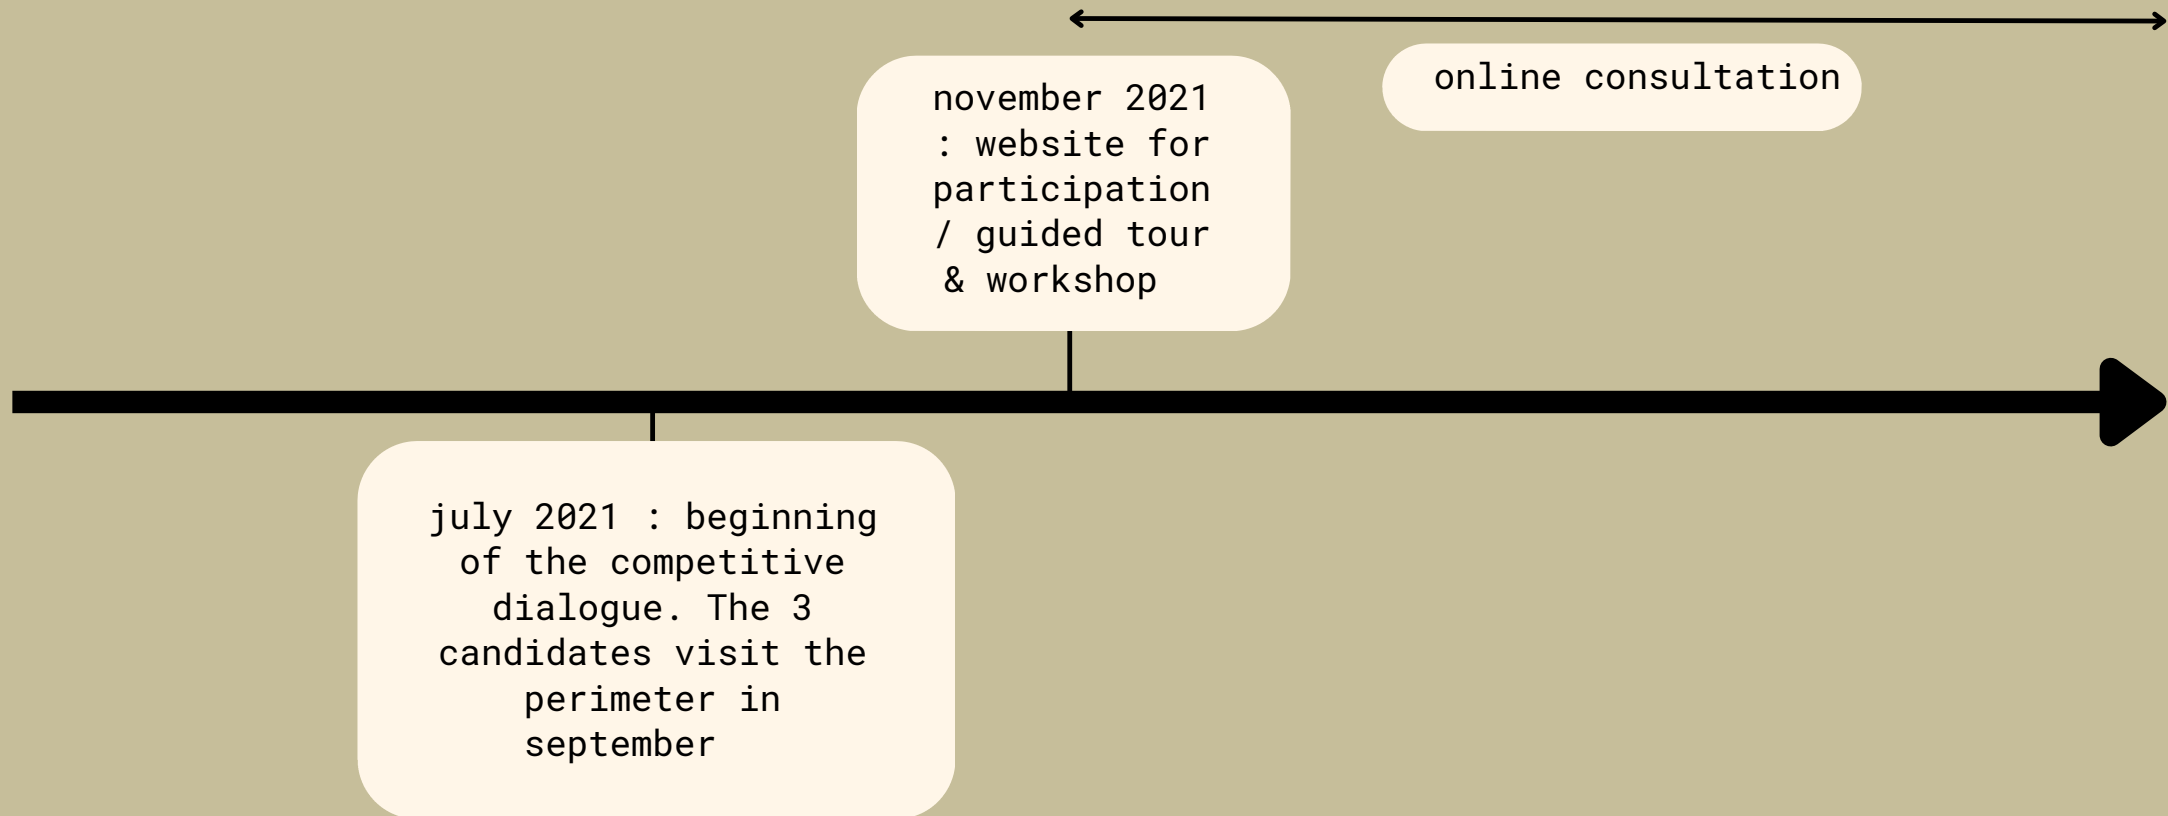 november 2021
: website for
participation
/ guided tour
& workshop
online consultation
july 2021 : beginning
of the competitive
dialogue. The 3
candidates visit the
perimeter in
september